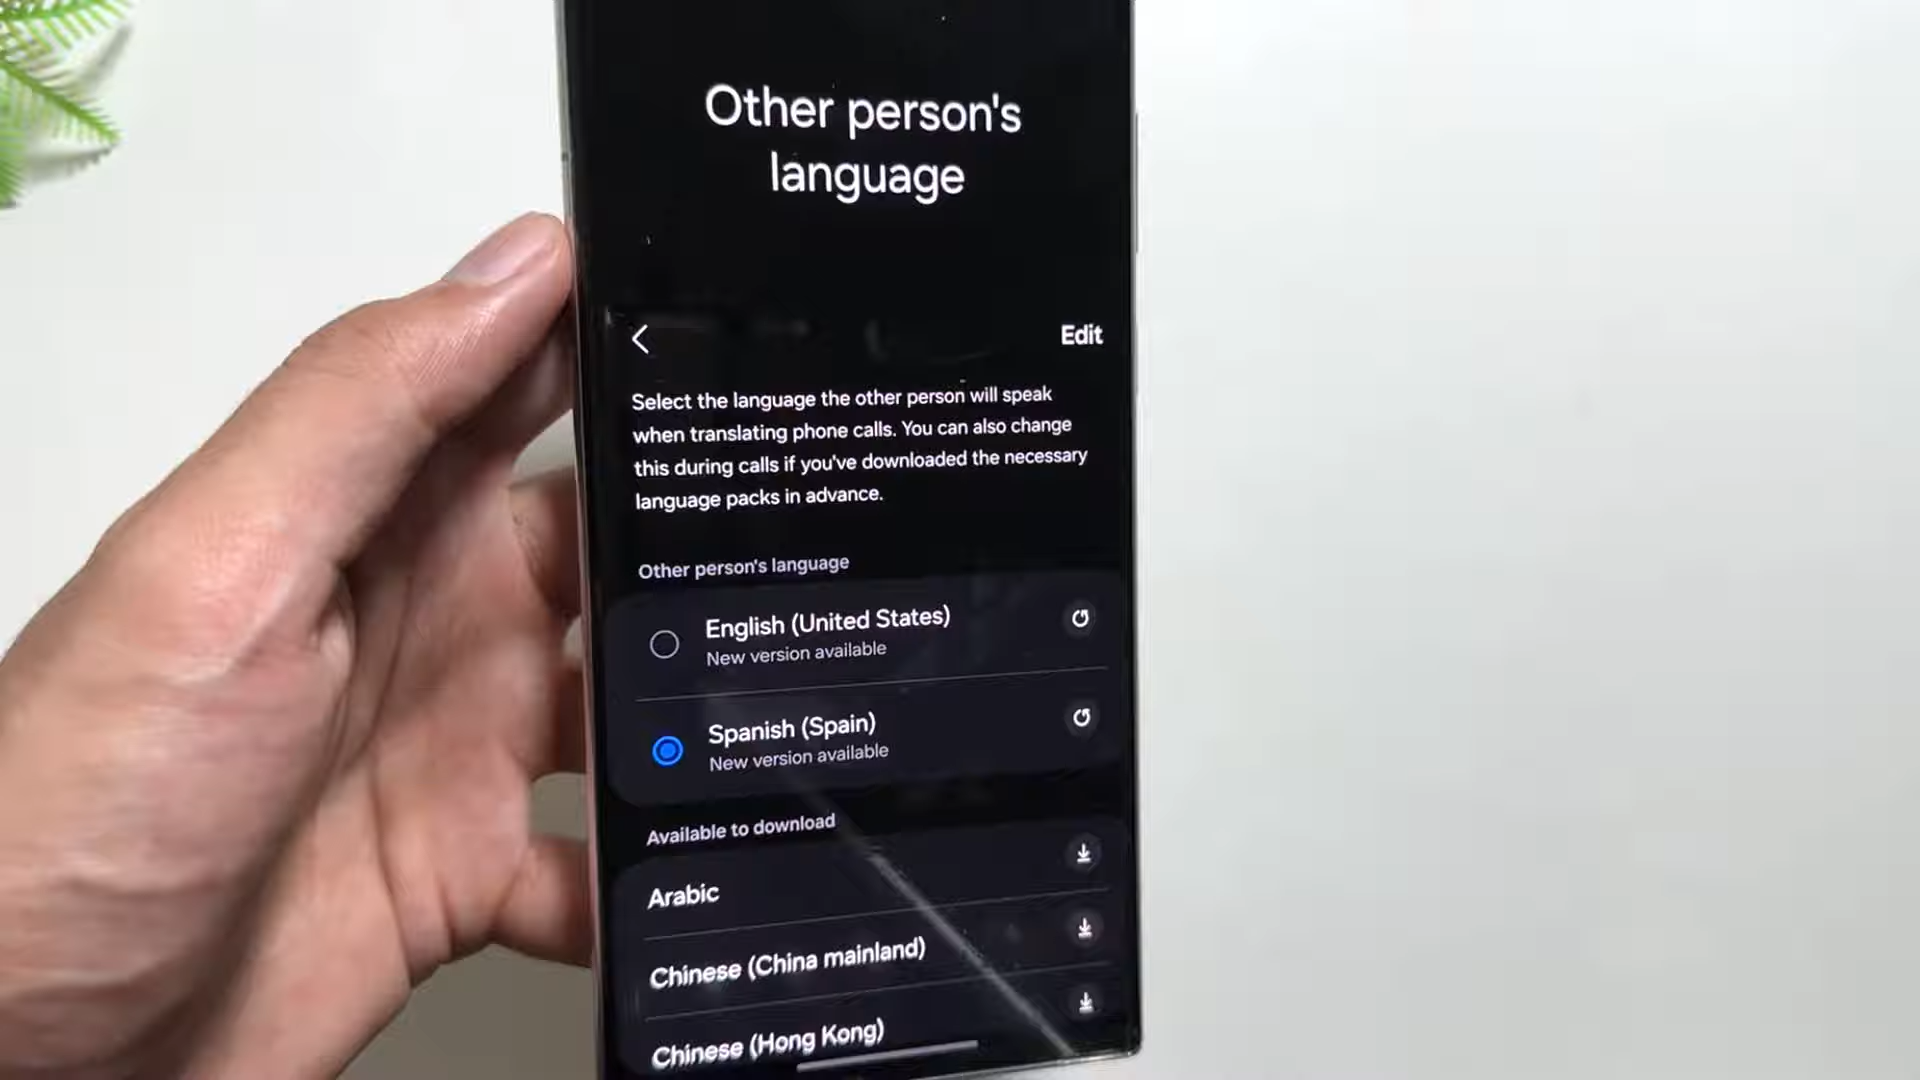 Other person's
language
Edit
Select the language the other person will speak
when translating phone calls. You can also change
this during calls if you've downloaded the necessary
language packs in advance.
Other person's language
English (United States)
New version available
Spanish (Spain)
New version available
Available to download
Arabic
Chinese (China mainland)
Chinese (Hong Kong)